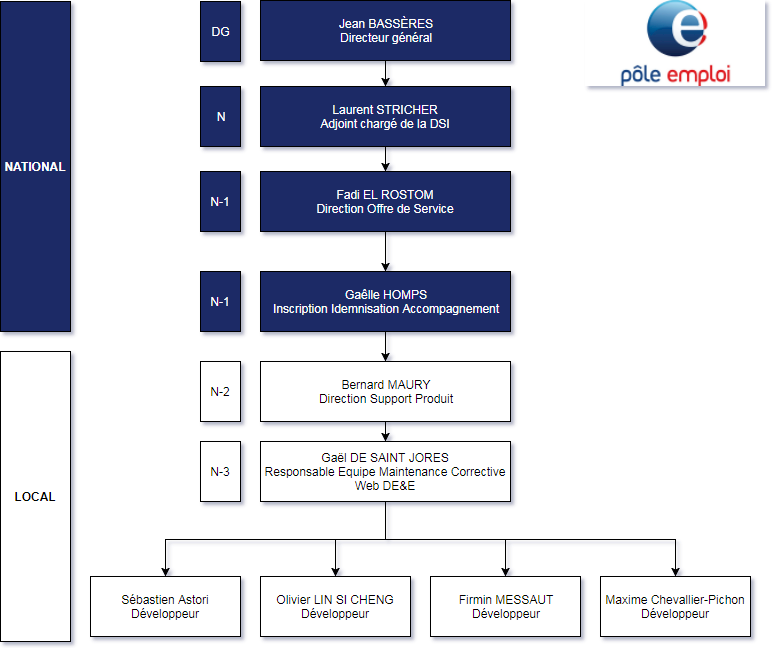 DG
Jean BASSÈRES
Directeur général
e
pôle emploi
N
Laurent STRICHER
Adjoint chargé de la DSI
NATIONAL
N-1
Fadi EL ROSTOM
Direction Offre de Service
N-1
Gaêlle HOMPS
Inscription Idemnisation Accompagnement
N-2
Bernard MAURY
Direction Support Produit
LOCAL
N-3
Gaël DE SAINT JORES
Responsable Equipe Maintenance Corrective
Web DE&E
Sébastien Astori
Développeur
Olivier LIN SI CHENG
Développeur
Firmin MESSAUT
Développeur
Maxime Chevallier-Pichon
Développeur